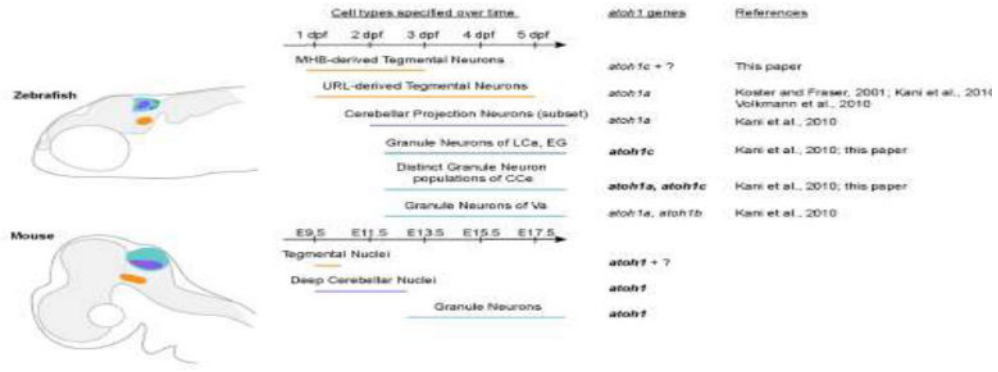 Cell types specified over time
atoh1 genes
References
1 dpf 2 dpf 3 dpf 4 dpf 5 dpf
MHB-derived Tegmental Neurons
atoh1c + ?
This paper
Zebrafish
URL-derived Tegmental Neurons
atoh1a
Koster and Fraser, 2001; Kani et al., 2010
Volkmann et al., 2010
Cerebellar Projection Neurons (subset)
atoh1a
Kani et al., 2010
Granule Neurons of LCa, EG
atoh1c
Kani et al., 2010; this paper
Distinct Granule Neuron
populations of CCe
atoh1a, atoh1c
Kani et al., 2010; this paper
Granule Neurons of Va
atoh1a, atoh1b
Kani et al., 2010
Mouse
E9.5 E11.5 E13.5 E15.5 E17.5
Tegmental Nuclei
atoh1 + ?
Deep Cerebellar Nuclei
atoh1
Granule Neurons
atoh1